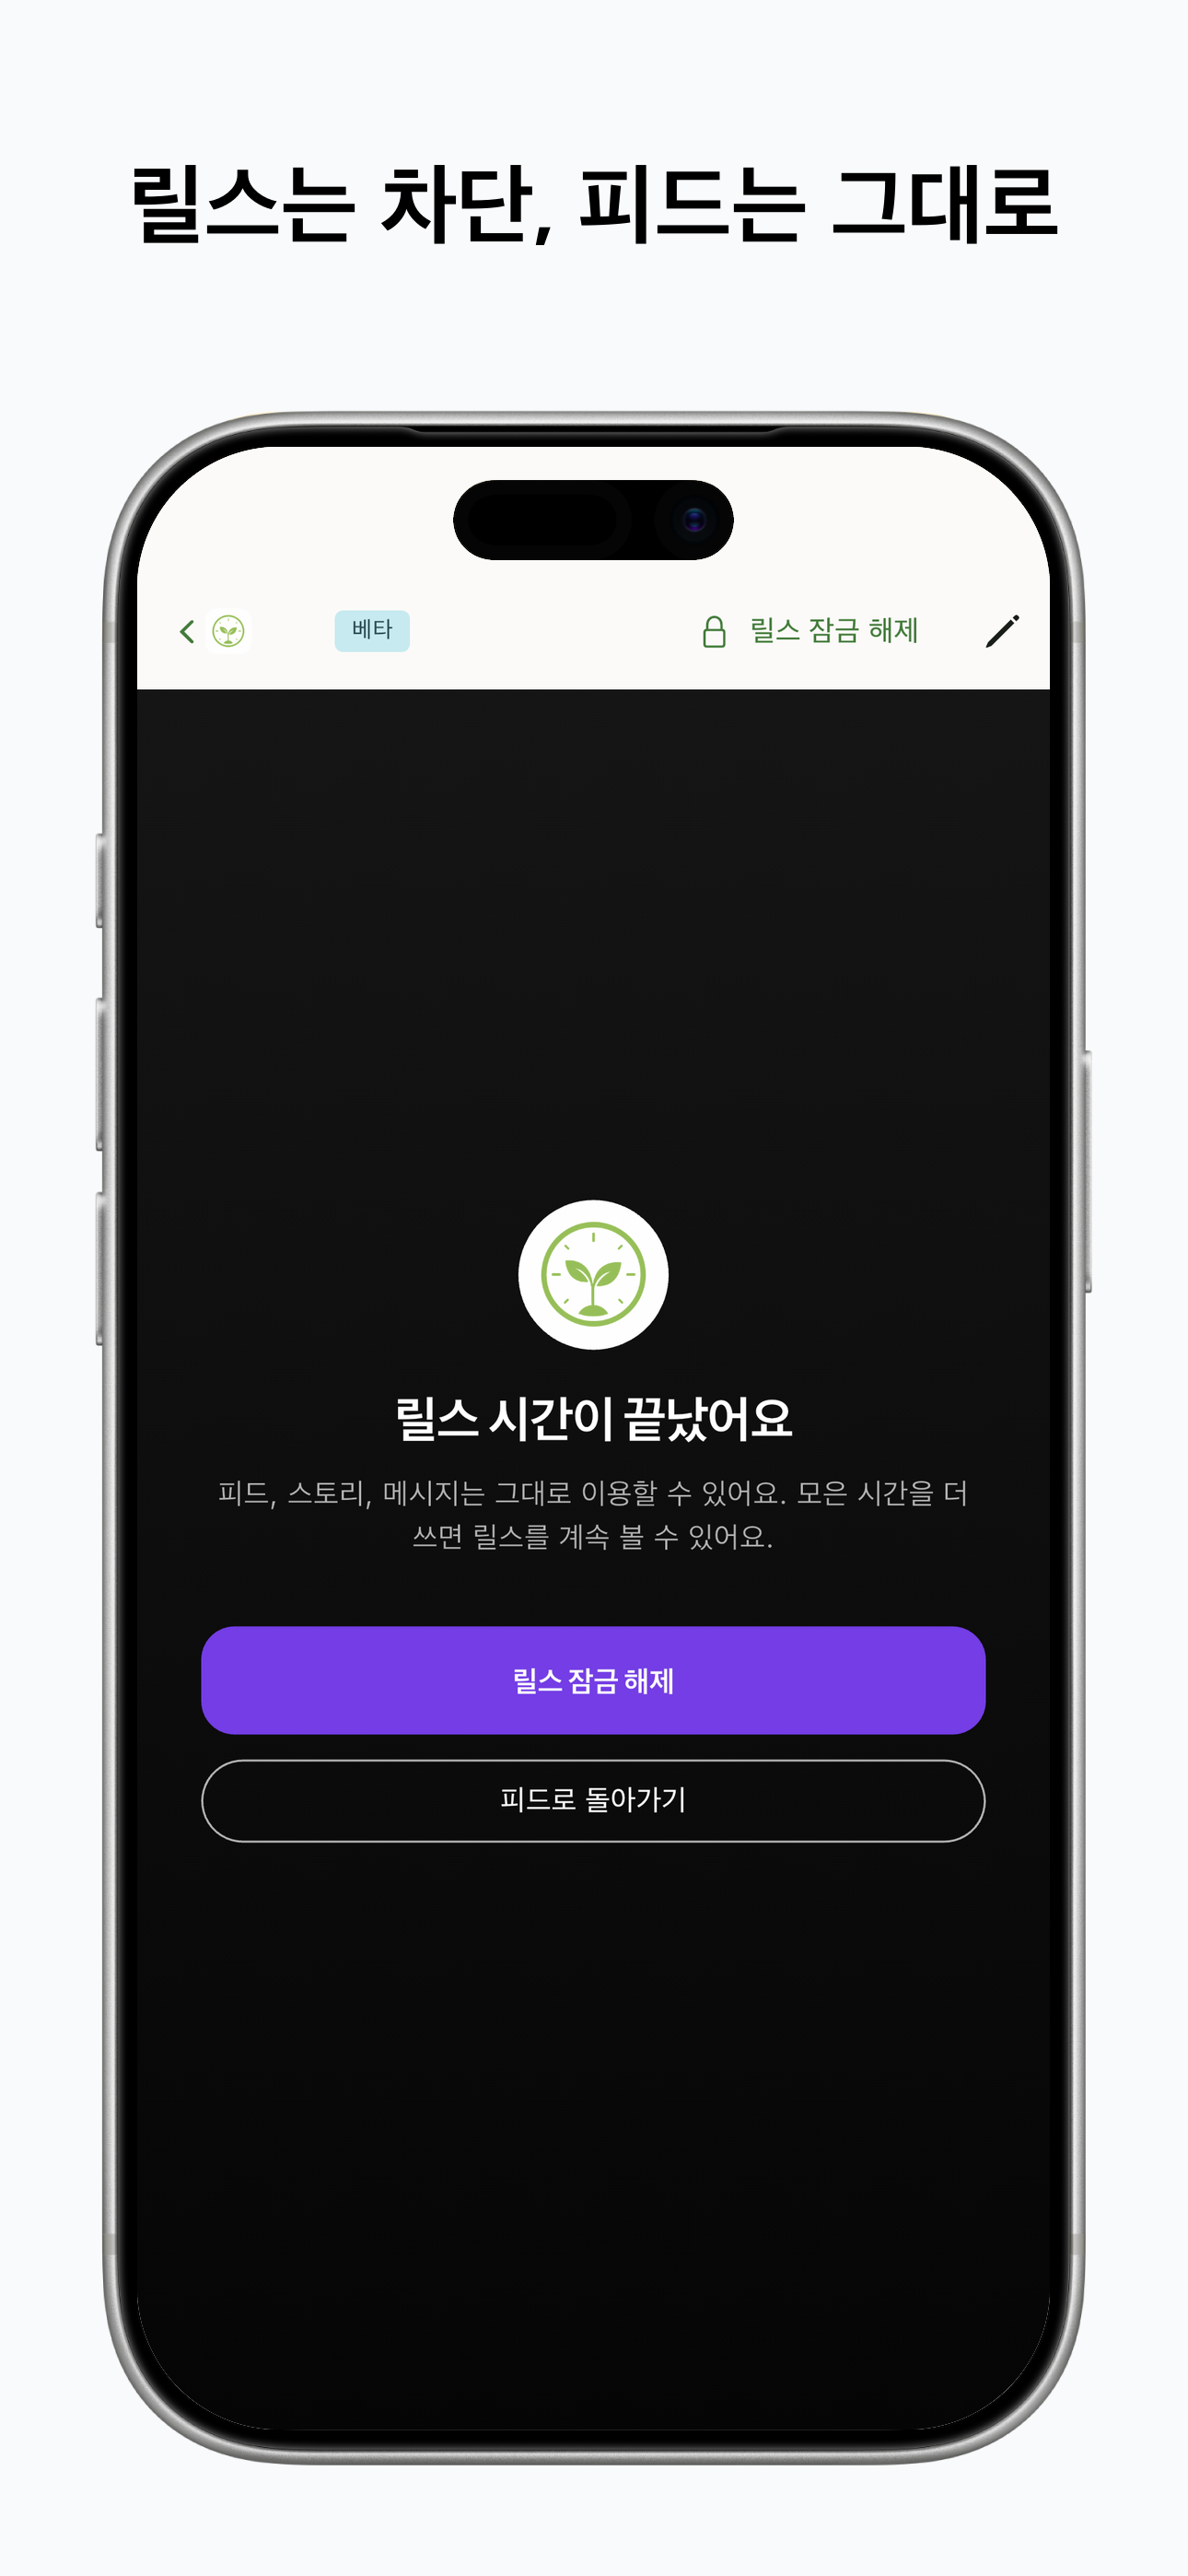 릴스는 차단, 피드는 그대로
베타
릴스 잠금 해제
릴스 시간이 끝났어요
피드, 스토리, 메시지는 그대로 이용할 수 있어요. 모은 시간을 더
쓰면 릴스를 계속 볼 수 있어요.
릴스 잠금 해제
피드로 돌아가기